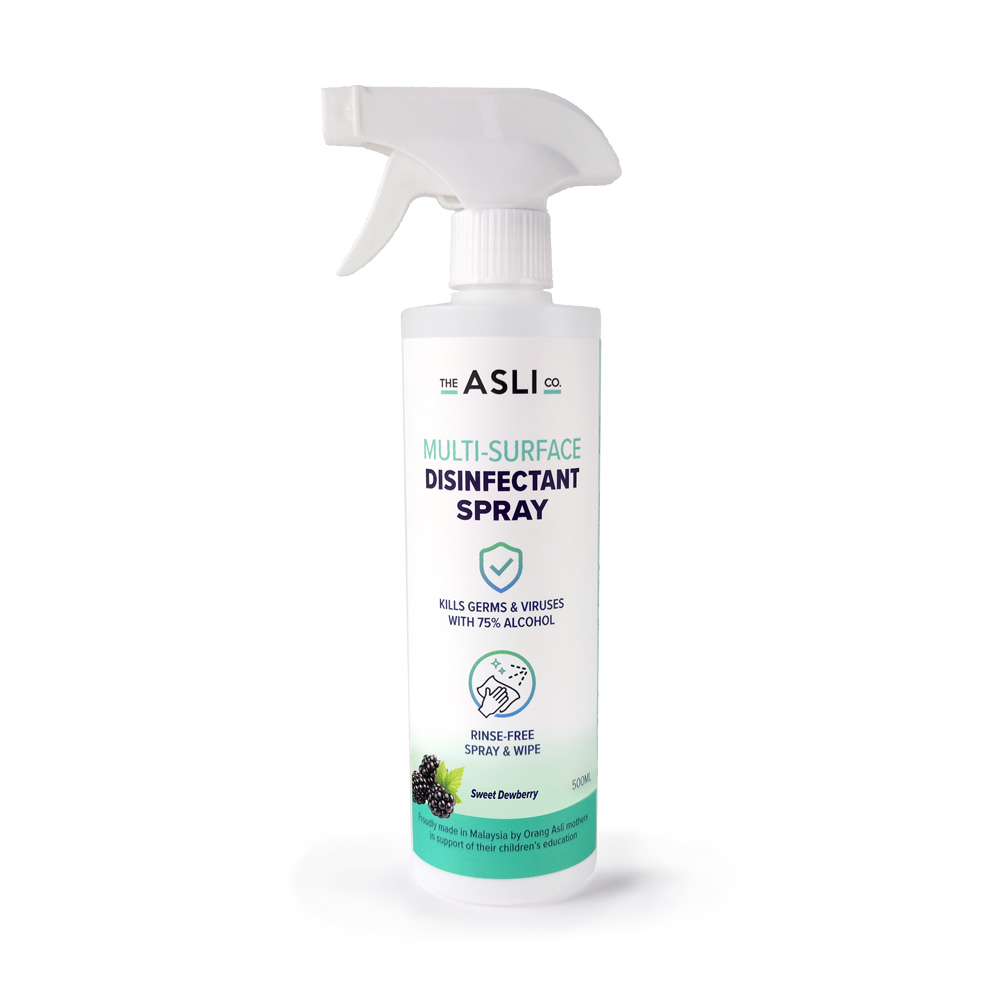 THE ASLI CO.
MULTI-SURFACE
DISINFECTANT
SPRAY
KILLS GERMS & VIRUSES
WITH 75% ALCOHOL
RINSE-FREE
SPRAY & WIPE
500ML
Sweet Dewberry
Proudly made in Malaysia by Orang Asli mothers
in support of their children's education